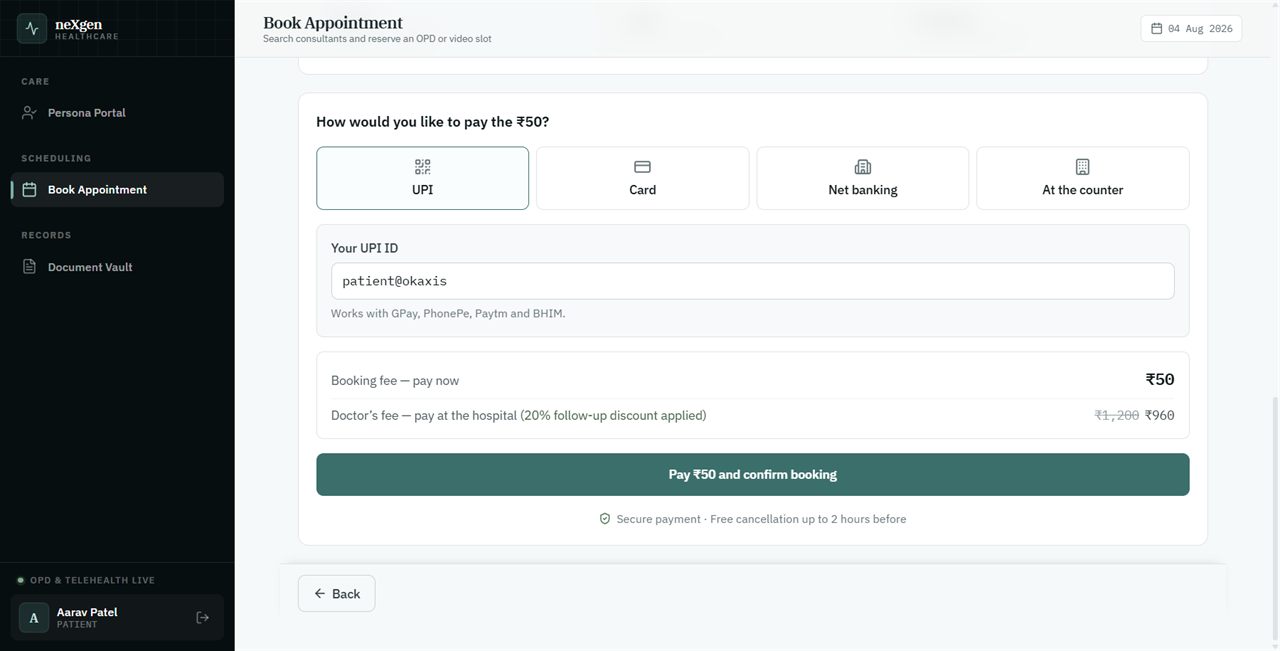 neXgen
HEALTHCARE
Book Appointment
Search consultants and reserve an OPD or video slot
04 Aug 2026
CARE
Persona Portal
SCHEDULING
Book Appointment
RECORDS
Document Vault
How would you like to pay the ₹50?
UPI
Card
Net banking
At the counter
Your UPI ID
patient@okaxis
Works with GPay, PhonePe, Paytm and BHIM.
Booking fee — pay now ₹50
Doctor’s fee — pay at the hospital (20% follow-up discount applied) ₹1,200 ₹960
Pay ₹50 and confirm booking
Secure payment · Free cancellation up to 2 hours before
Back
OPD & TELEHEALTH LIVE
A
Aarav Patel
PATIENT